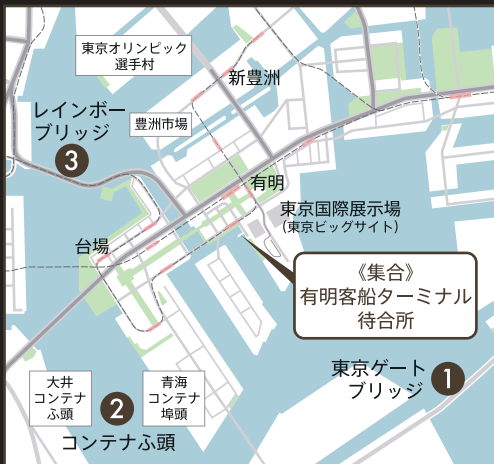 東京オリンピック
選手村
新豊洲
レインボー
ブリッジ
豊洲市場
3
有明
東京国際展示場
（東京ビッグサイト）
台場
《集合》
有明客船ターミナル
待合所
東京ゲート
ブリッジ
1
大井
コンテナ
ふ頭
2
青海
コンテナ
埠頭
コンテナふ頭